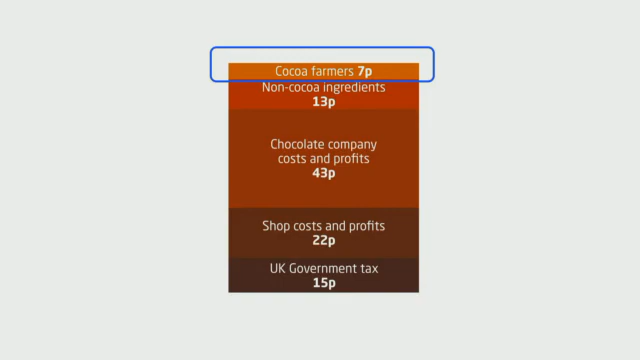 Cocoa farmers 7p
Non-cocoa ingredients
13p
Chocolate company
costs and profits
43p
Shop costs and profits
22p
UK Government tax
15p